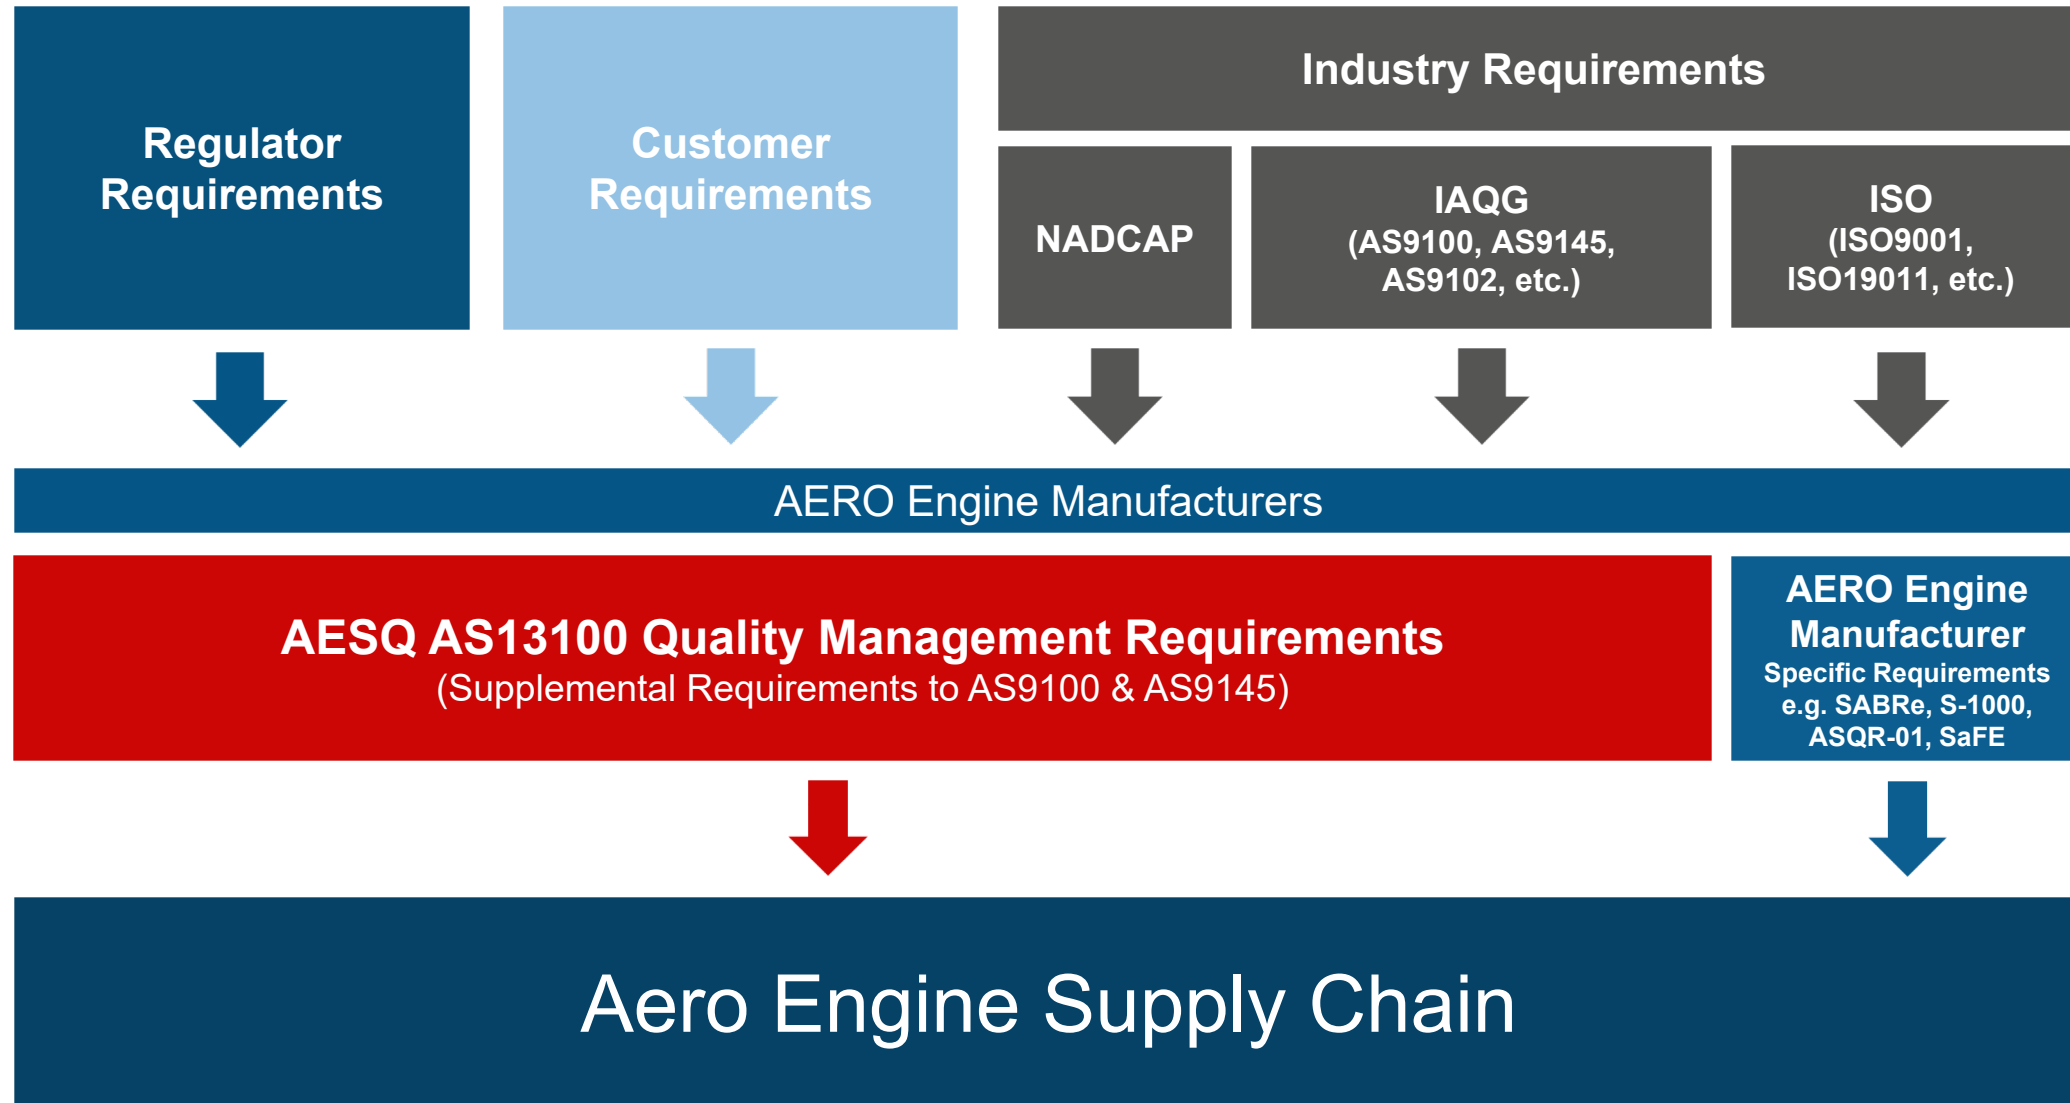 Regulator
Requirements
Customer
Requirements
Industry Requirements
NADCAP
IAQG
(AS9100, AS9145,
AS9102, etc.)
ISO
(ISO9001,
ISO19011, etc.)
AERO Engine Manufacturers
AESQ AS13100 Quality Management Requirements
(Supplemental Requirements to AS9100 & AS9145)
AERO Engine
Manufacturer
Specific Requirements
e.g. SABRe, S-1000,
ASQR-01, SaFE
Aero Engine Supply Chain